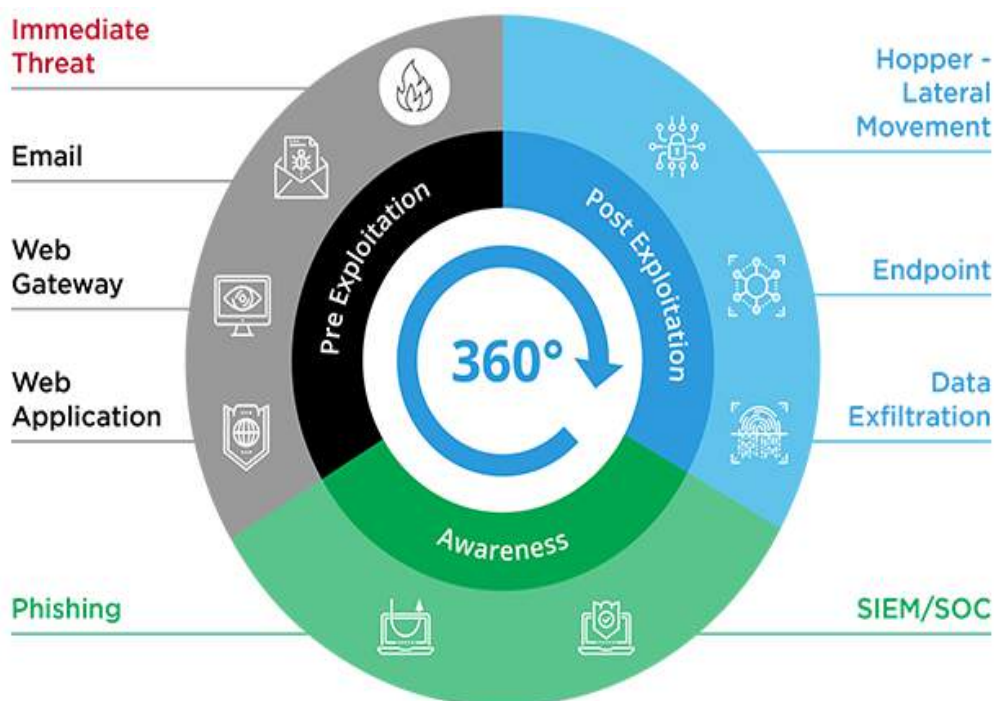 Immediate
Threat
Email
Web
Gateway
Web
Application
Phishing
Pre Exploitation
Post Exploitation
360°
Awareness
Hopper -
Lateral
Movement
Endpoint
Data
Exfiltration
SIEM/SOC